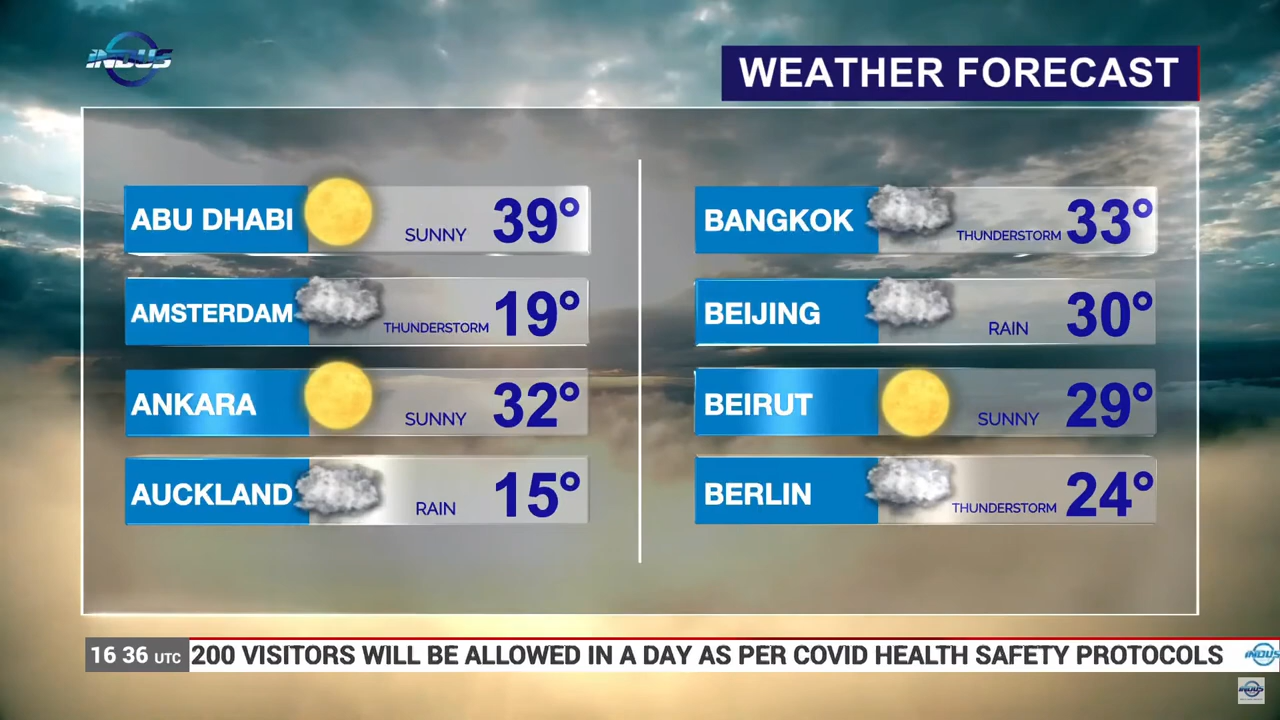 INDUS
WEATHER FORECAST
ABU DHABI SUNNY 39°
AMSTERDAM THUNDERSTORM 19°
ANKARA SUNNY 32°
AUCKLAND RAIN 15°
BANGKOK THUNDERSTORM 33°
BEIJING RAIN 30°
BEIRUT SUNNY 29°
BERLIN THUNDERSTORM 24°
16 36 UTC 200 VISITORS WILL BE ALLOWED IN A DAY AS PER COVID HEALTH SAFETY PROTOCOLS INDUS
INDUS